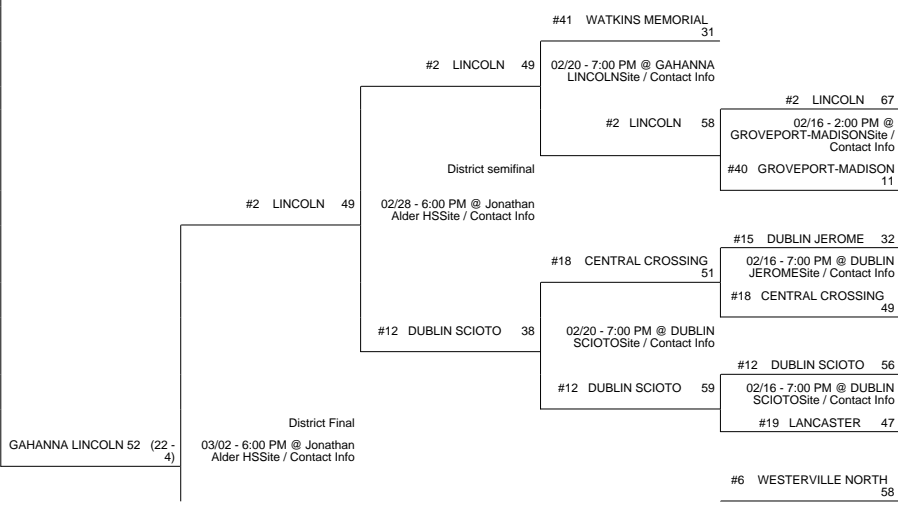 #41 WATKINS MEMORIAL
31
#2 LINCOLN 49
02/20 - 7:00 PM @ GAHANNA
LINCOLNSite / Contact Info
#2 LINCOLN 67
#2 LINCOLN 58
02/16 - 2:00 PM @
GROVEPORT-MADISONSite /
Contact Info
District semifinal
#40 GROVEPORT-MADISON
11
#2 LINCOLN 49
02/28 - 6:00 PM @ Jonathan
Alder HSSite / Contact Info
#15 DUBLIN JEROME 32
#18 CENTRAL CROSSING
51
02/16 - 7:00 PM @ DUBLIN
JEROMESite / Contact Info
#18 CENTRAL CROSSING
49
#12 DUBLIN SCIOTO 38
02/20 - 7:00 PM @ DUBLIN
SCIOTOSite / Contact Info
#12 DUBLIN SCIOTO 56
#12 DUBLIN SCIOTO 59
02/16 - 7:00 PM @ DUBLIN
SCIOTOSite / Contact Info
#19 LANCASTER 47
District Final
GAHANNA LINCOLN 52 (22 -
4)
03/02 - 6:00 PM @ Jonathan
Alder HSSite / Contact Info
#6 WESTERVILLE NORTH
58